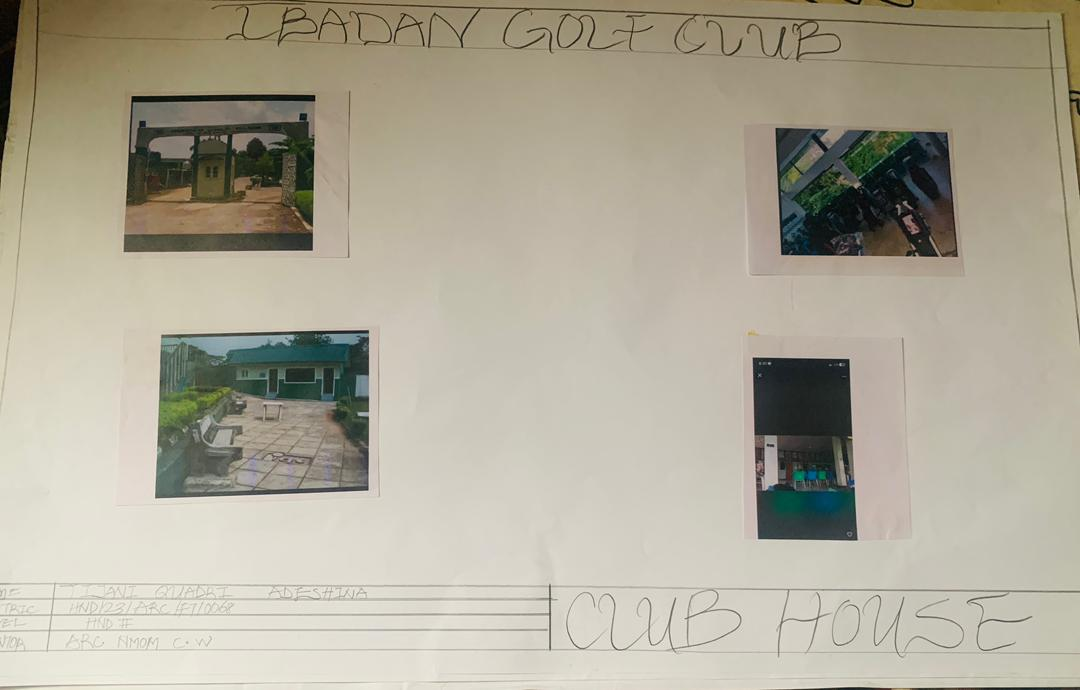 IBADAN GOLF CLUB
TIJANI QUADRI ADESHINA
HND/23/ARC/FT/0068
HND II
ARC NMOM C.W
CLUB HOUSE